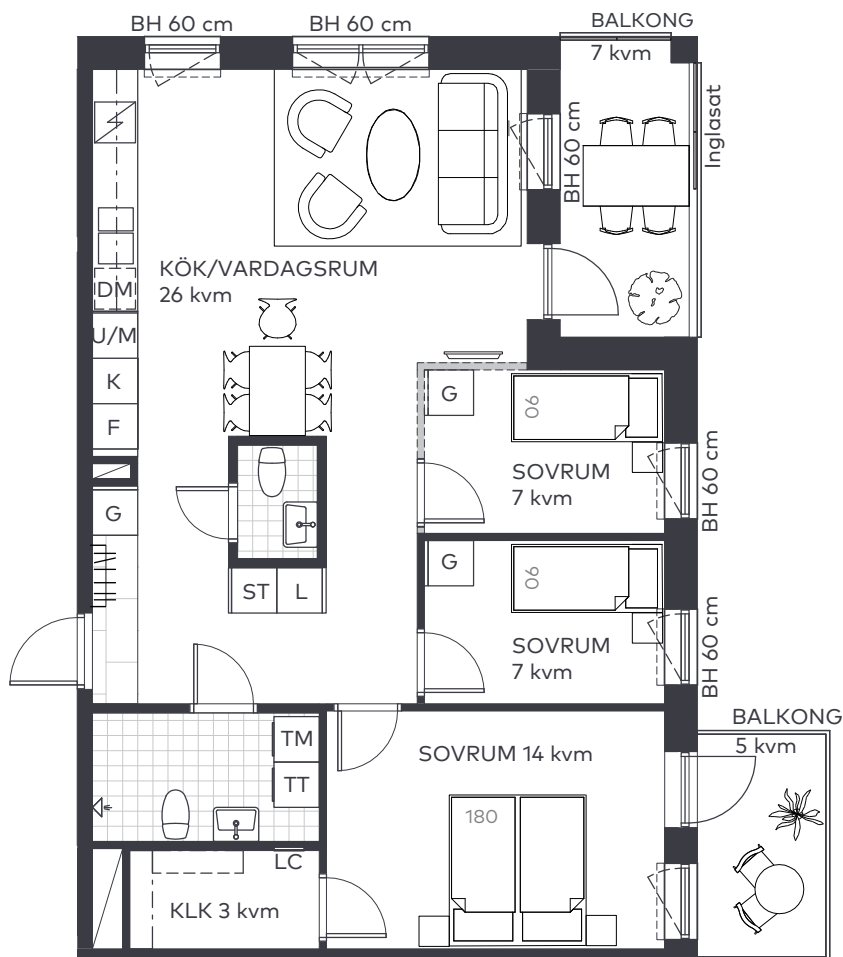 BH 60 cm
BH 60 cm
BALKONG
7 kvm
Inglasat
BH 60 cm
KÖK/VARDAGSRUM
26 kvm
DM
U/M
K
F
G
G
90
SOVRUM
7 kvm
BH 60 cm
ST
L
G
90
SOVRUM
7 kvm
BH 60 cm
BALKONG
5 kvm
TM
TT
SOVRUM 14 kvm
180
LC
KLK 3 kvm